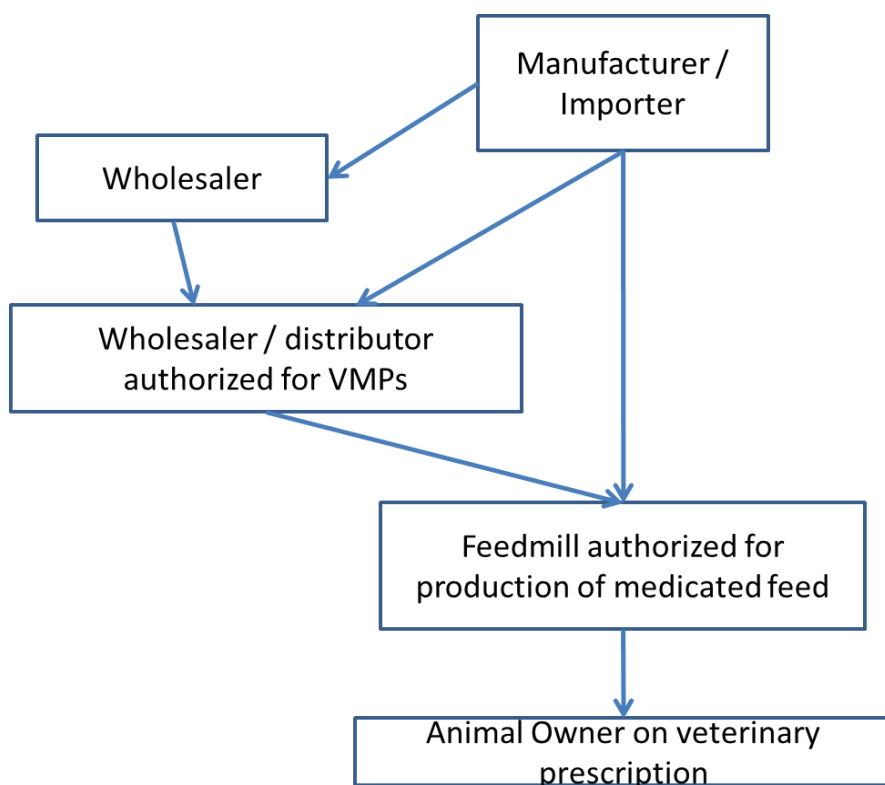 Manufacturer /
Importer
Wholesaler
Wholesaler / distributor
authorized for VMPs
Feedmill authorized for
production of medicated feed
Animal Owner on veterinary
prescription